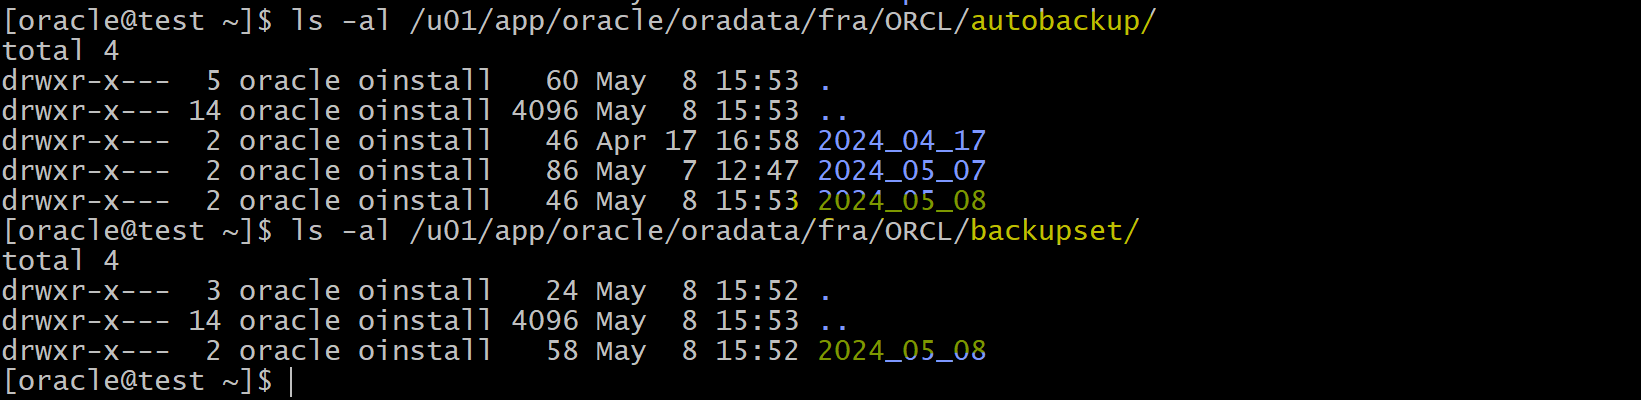 [oracle@test ~]$ ls -al /u01/app/oracle/oradata/fra/ORCL/autobackup/
total 4
drwxr-x---  5 oracle oinstall   60 May  8 15:53 .
drwxr-x--- 14 oracle oinstall 4096 May  8 15:53 ..
drwxr-x---  2 oracle oinstall   46 Apr 17 16:58 2024_04_17
drwxr-x---  2 oracle oinstall   86 May  7 12:47 2024_05_07
drwxr-x---  2 oracle oinstall   46 May  8 15:53 2024_05_08
[oracle@test ~]$ ls -al /u01/app/oracle/oradata/fra/ORCL/backupset/
total 4
drwxr-x---  3 oracle oinstall   24 May  8 15:52 .
drwxr-x--- 14 oracle oinstall 4096 May  8 15:53 ..
drwxr-x---  2 oracle oinstall   58 May  8 15:52 2024_05_08
[oracle@test ~]$